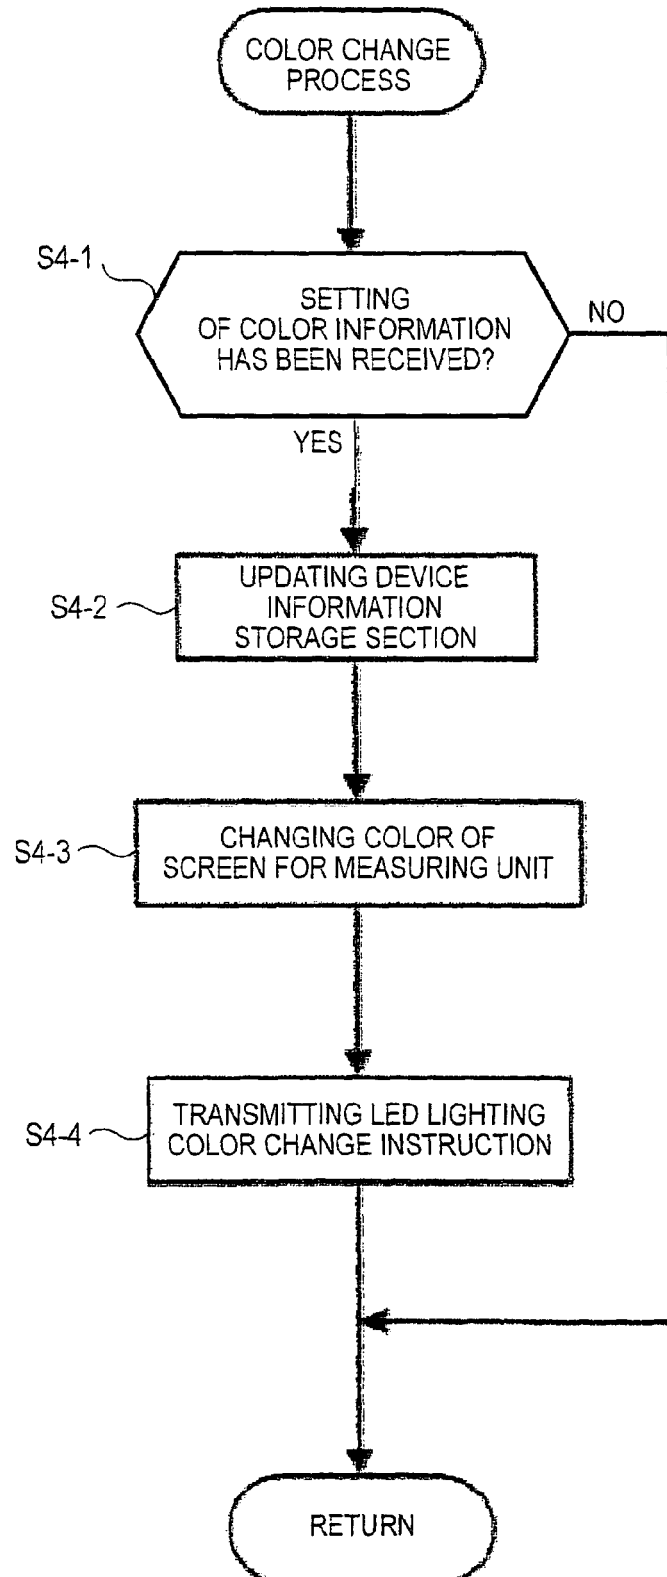 COLOR CHANGE
PROCESS
S4-1
SETTING
OF COLOR INFORMATION
HAS BEEN RECEIVED?
NO
YES
S4-2
UPDATING DEVICE
INFORMATION
STORAGE SECTION
S4-3
CHANGING COLOR OF
SCREEN FOR MEASURING UNIT
S4-4
TRANSMITTING LED LIGHTING
COLOR CHANGE INSTRUCTION
RETURN